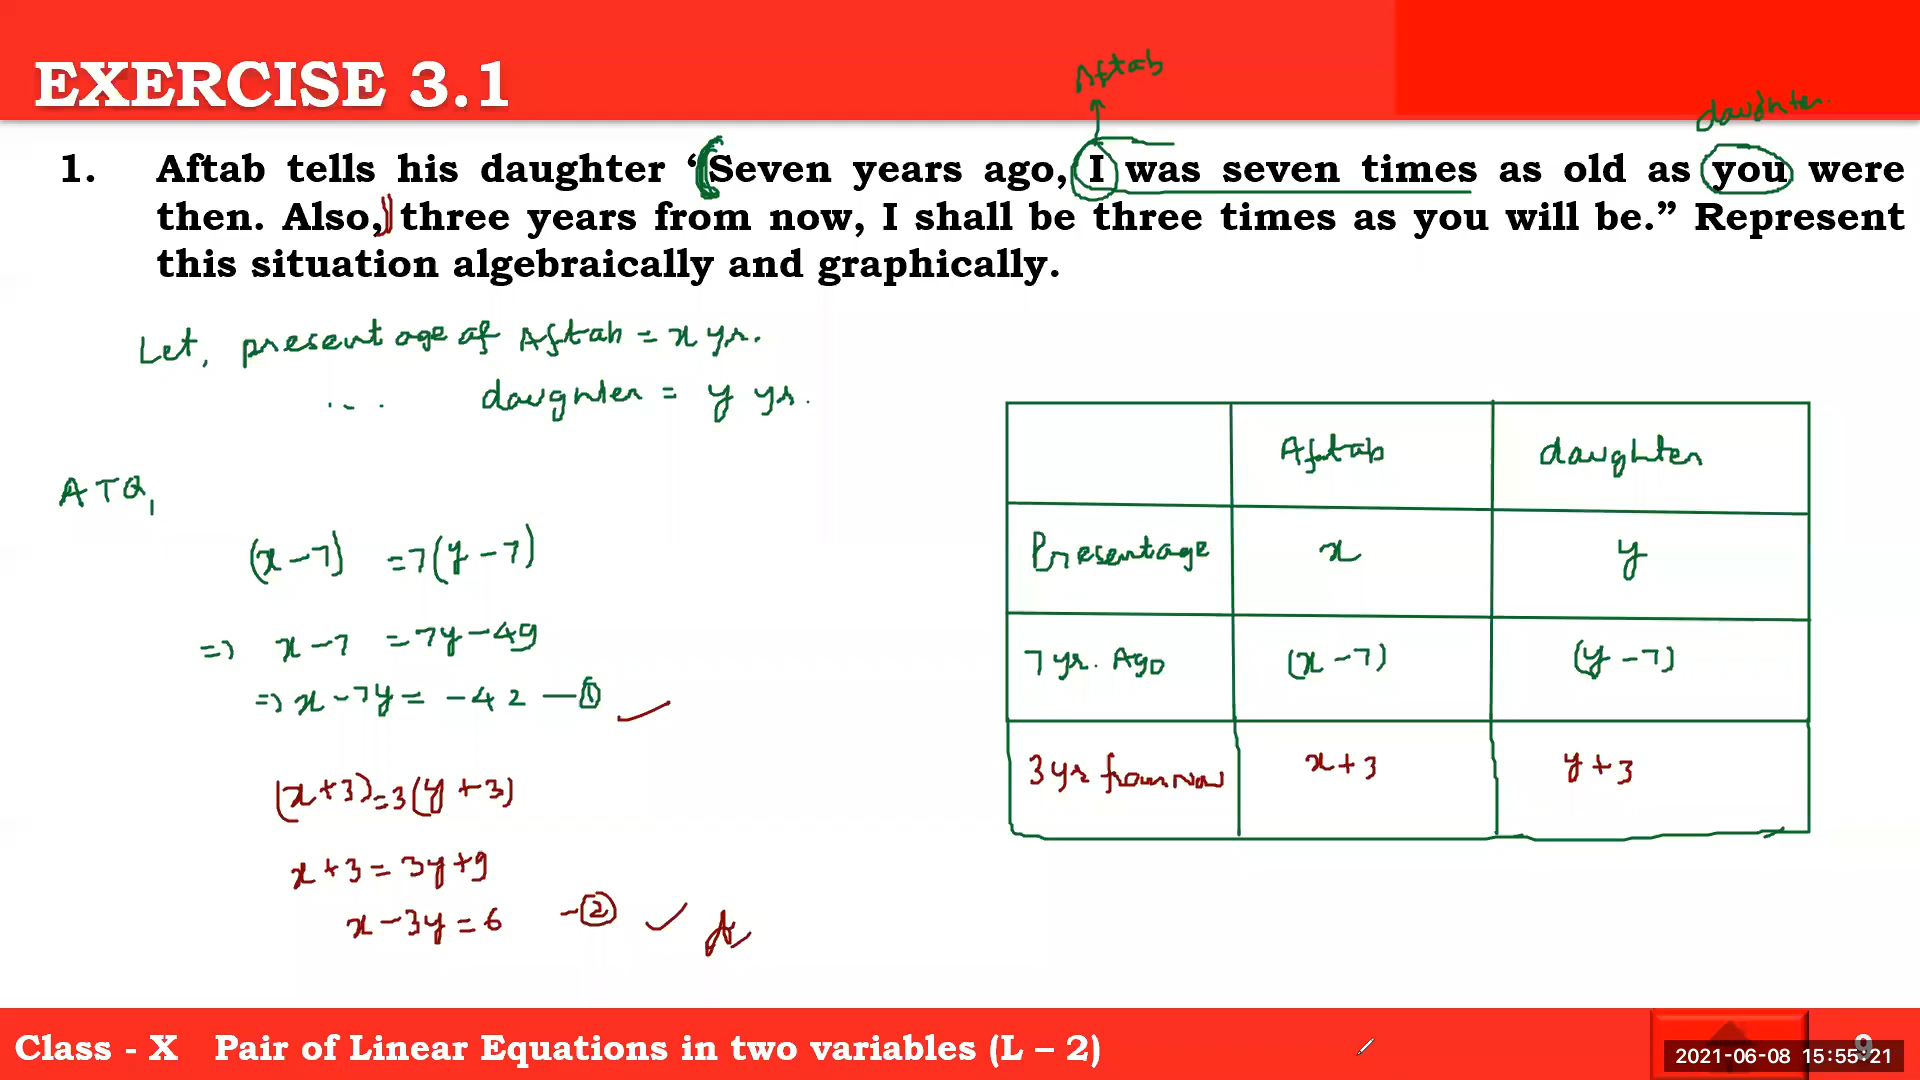 EXERCISE 3.1
Aftab
daughter.
1. Aftab tells his daughter ‘Seven years ago, I was seven times as old as you were
then. Also, three years from now, I shall be three times as you will be.” Represent
this situation algebraically and graphically.
Let, present age of Aftab = x yr.
... daughter = y yr.
ATQ,
(x-7) = 7(y-7)
=> x-7 = 7y-49
=> x-7y = -42 —①
(x+3)=3(y+3)
x+3=3y+9
x-3y=6 -②
Aftab daughter
Present age x y
7 yr. Ago (x-7) (y-7)
3 yr from now x+3 y+3
Class - X Pair of Linear Equations in two variables (L – 2)
9
2021-06-08 15:55:21